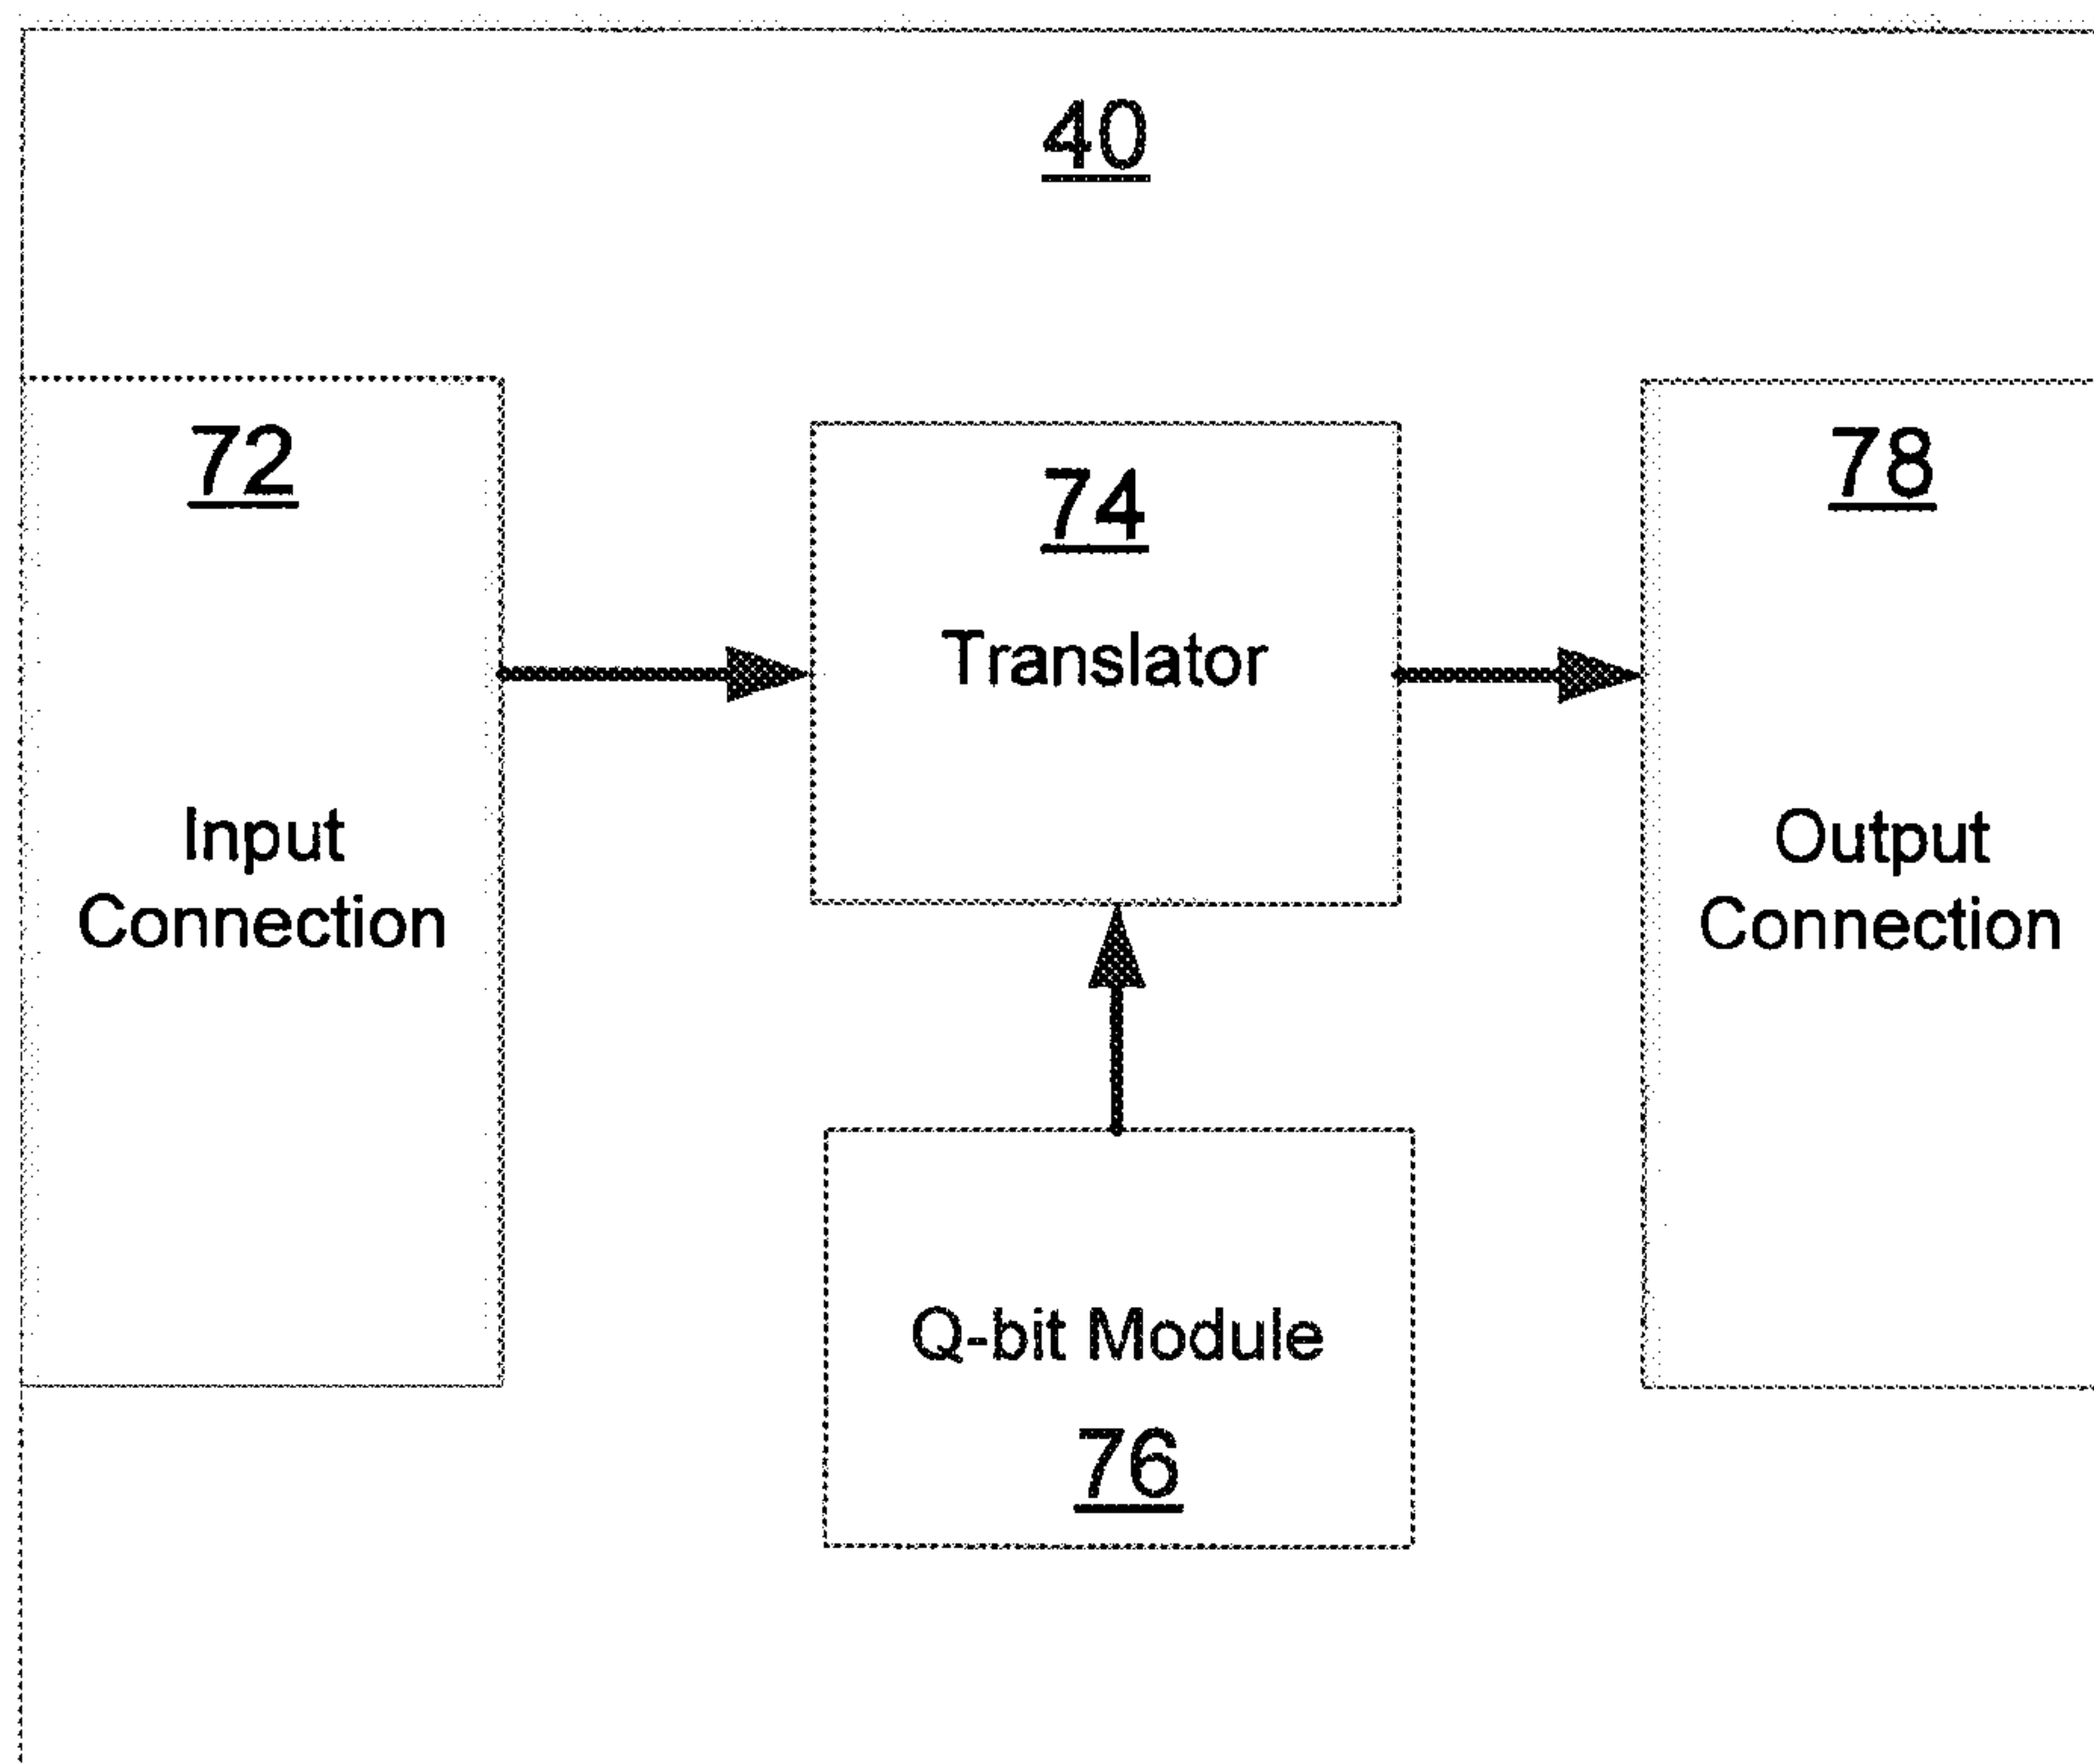 40
72
Input
Connection
74
Translator
78
Output
Connection
Q-bit Module
76